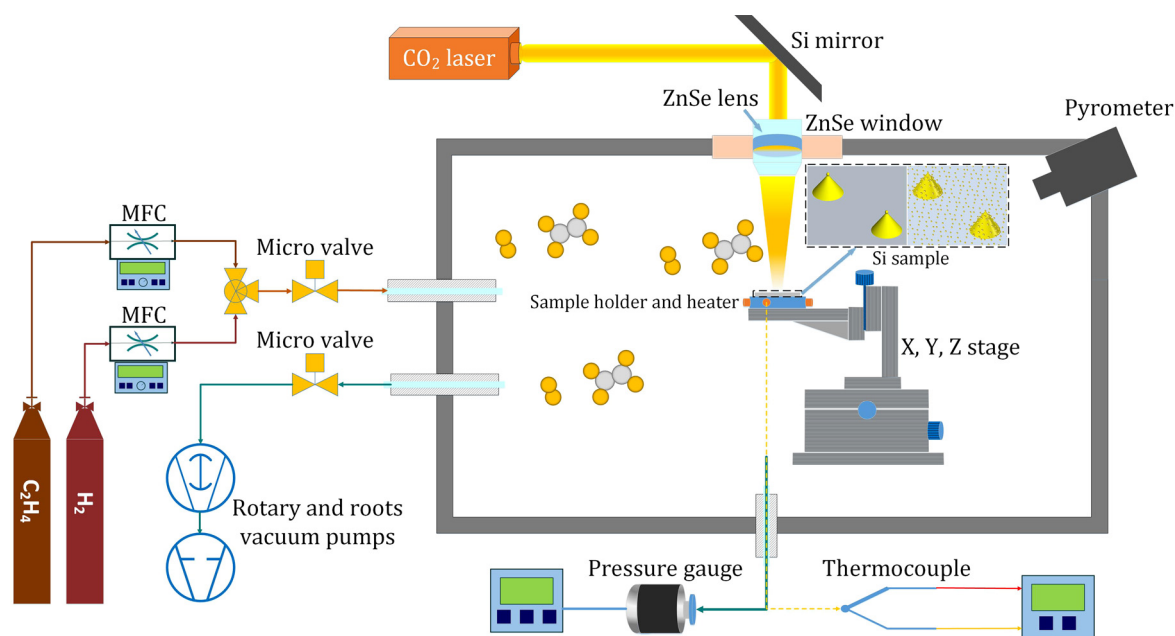 CO₂ laser
Si mirror
ZnSe lens
ZnSe window
Pyrometer
MFC
Micro valve
Si sample
Sample holder and heater
MFC
Micro valve
X, Y, Z stage
C₂H₄
H₂
Rotary and roots
vacuum pumps
Pressure gauge
Thermocouple